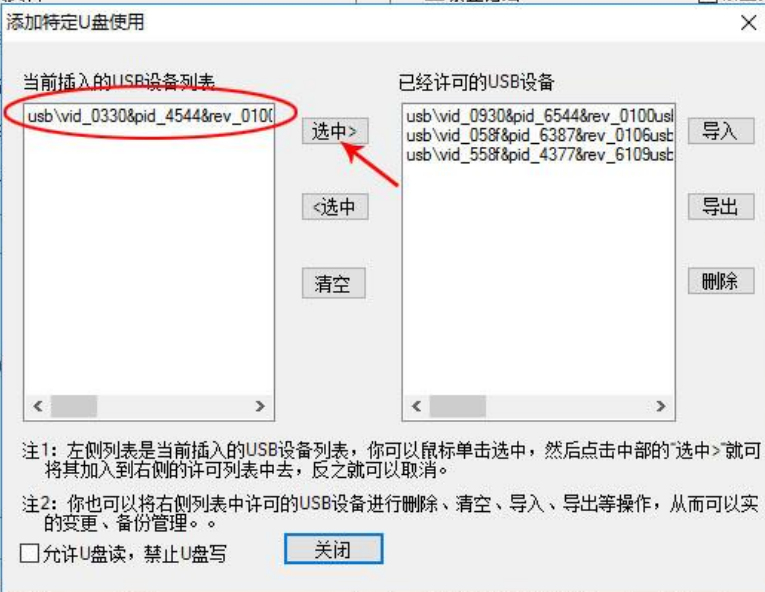 添加特定U盘使用
当前插入的USB设备列表
已经许可的USB设备
usb\vid_0330&pid_4544&rev_010
usb\vid_0930&pid_6544&rev_0100usl
usb\vid_058f&pid_6387&rev_0106usb
usb\vid_558f&pid_4377&rev_6109usb
选中>
<选中
清空
导入
导出
删除
注1：左侧列表是当前插入的USB设备列表，你可以鼠标单击选中，然后点击中部的"选中>"就可
将其加入到右侧的许可列表中去，反之就可以取消。
注2：你也可以将右侧列表中许可的USB设备进行删除、清空、导入、导出等操作，从而可以实
的变更、备份管理。。
允许U盘读，禁止U盘写
关闭